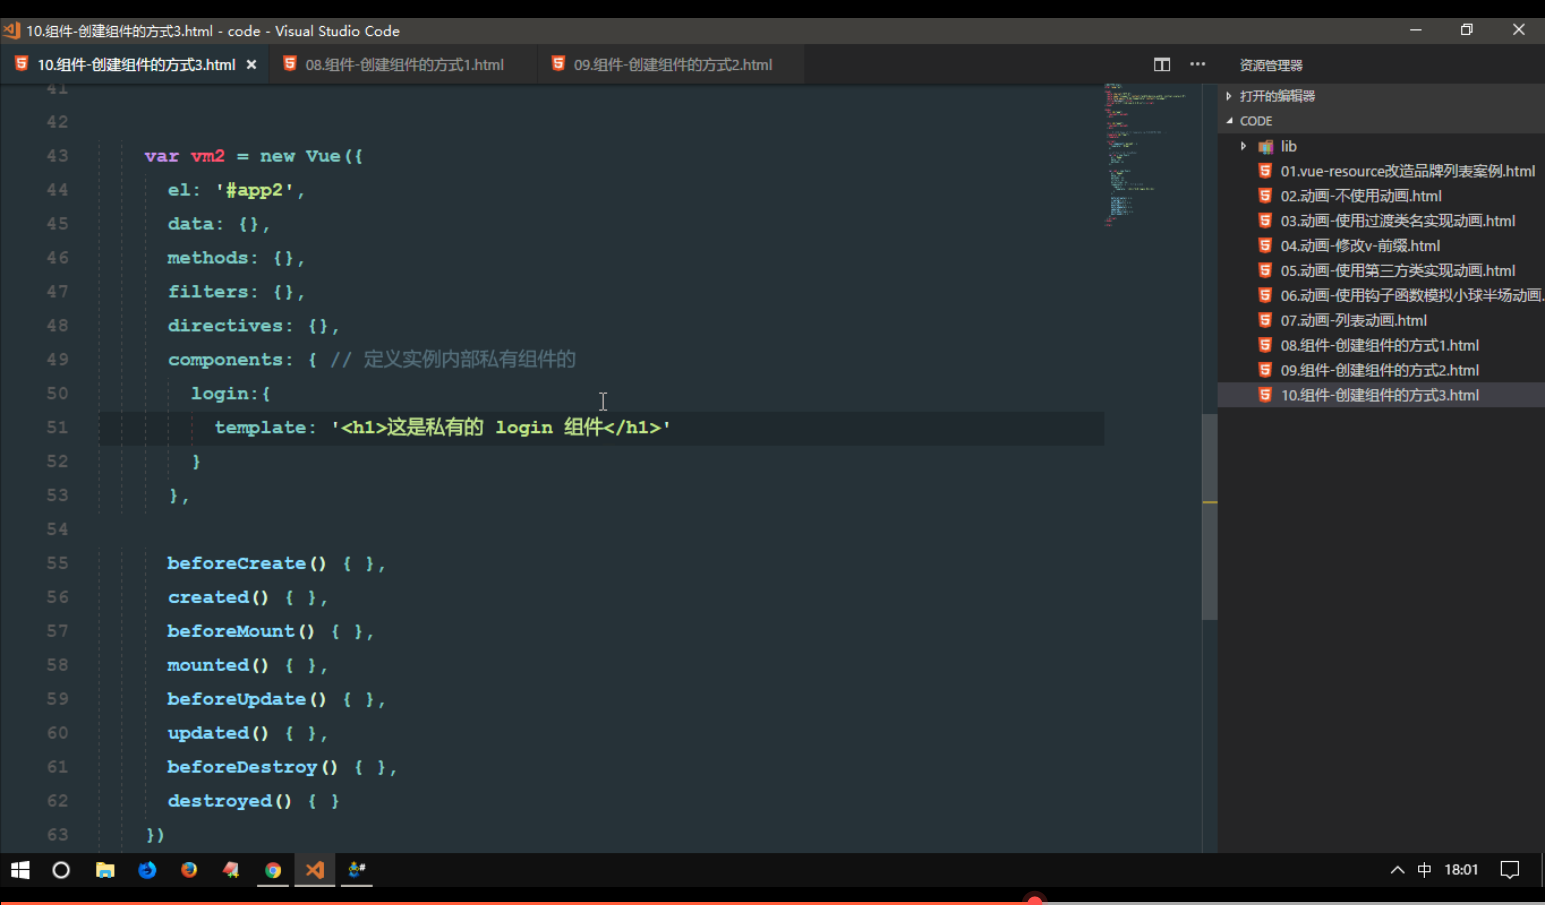 10.组件-创建组件的方式3.html - code - Visual Studio Code
10.组件-创建组件的方式3.html
08.组件-创建组件的方式1.html
09.组件-创建组件的方式2.html
41
42
43 var vm2 = new Vue({
44 el: '#app2',
45 data: {},
46 methods: {},
47 filters: {},
48 directives: {},
49 components: { // 定义实例内部私有组件的
50 login:{
51 template: '<h1>这是私有的 login 组件</h1>'
52 }
53 },
54
55 beforeCreate() { },
56 created() { },
57 beforeMount() { },
58 mounted() { },
59 beforeUpdate() { },
60 updated() { },
61 beforeDestroy() { },
62 destroyed() { }
63 })
资源管理器
打开的编辑器
CODE
lib
01.vue-resource改造品牌列表案例.html
02.动画-不使用动画.html
03.动画-使用过渡类名实现动画.html
04.动画-修改v-前缀.html
05.动画-使用第三方类实现动画.html
06.动画-使用钩子函数模拟小球半场动画.
07.动画-列表动画.html
08.组件-创建组件的方式1.html
09.组件-创建组件的方式2.html
10.组件-创建组件的方式3.html
中 18:01